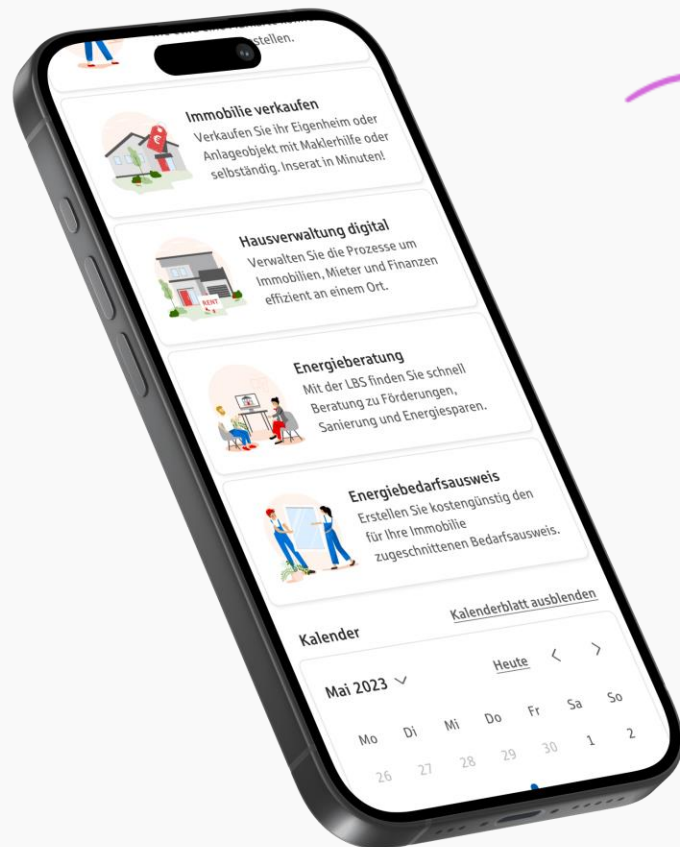 stellen.
Immobilie verkaufen
Verkaufen Sie ihr Eigenheim oder
Anlageobjekt mit Maklerhilfe oder
selbständig. Inserat in Minuten!
€
Hausverwaltung digital
Verwalten Sie die Prozesse um
Immobilien, Mieter und Finanzen
effizient an einem Ort.
RENT
Energieberatung
Mit der LBS finden Sie schnell
Beratung zu Förderungen,
Sanierung und Energiesparen.
Energiebedarfsausweis
Erstellen Sie kostengünstig den
für Ihre Immobilie
zugeschnittenen Bedarfsausweis.
Kalender Kalenderblatt ausblenden
Mai 2023 Heute
Mo Di Mi Do Fr Sa So
26 27 28 29 30 1 2